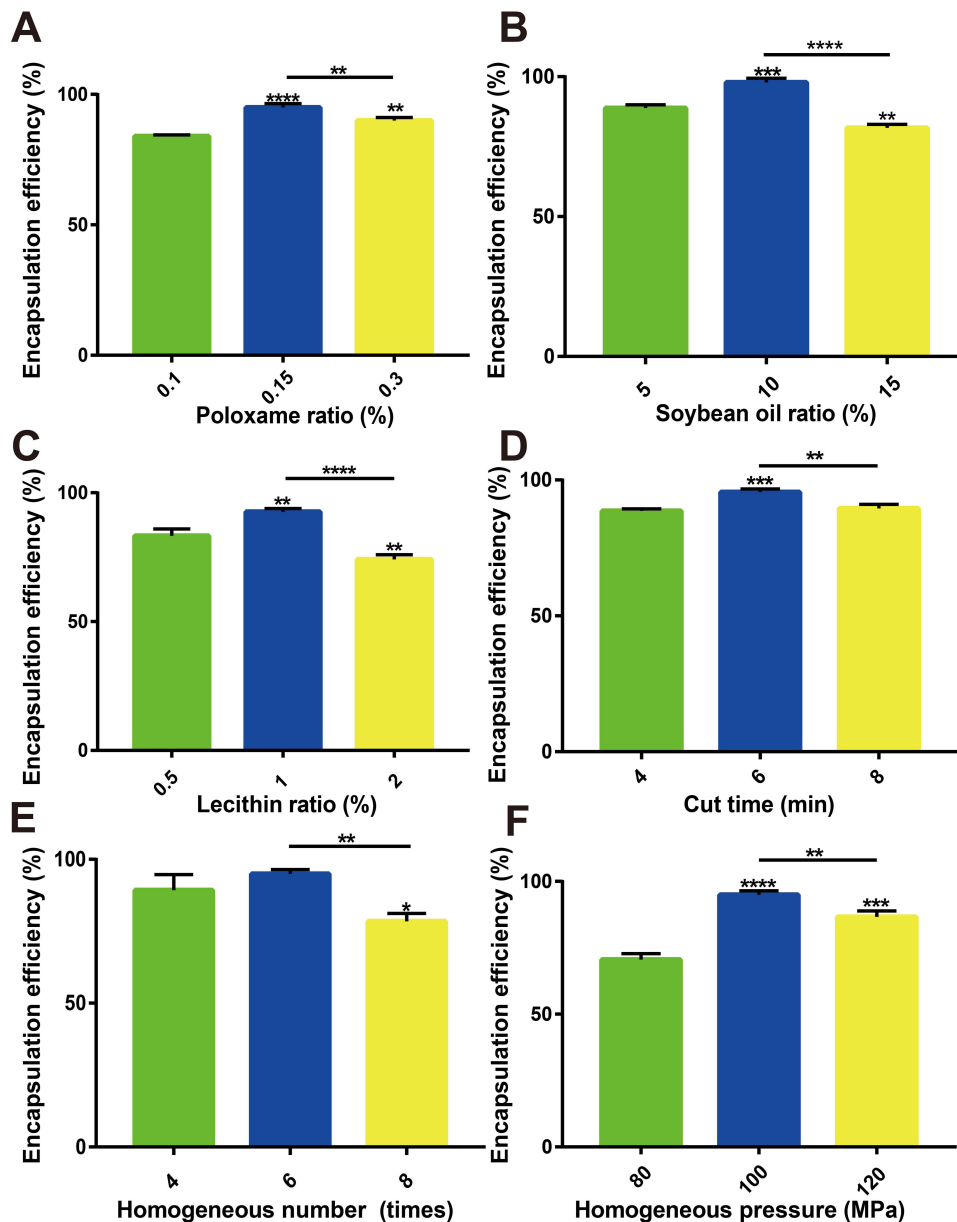 A
Encapsulation efficiency (%)
100
50
0
**
****
**
0.1
0.15
0.3
Poloxame ratio (%)
B
Encapsulation efficiency (%)
100
50
0
****
***
**
5
10
15
Soybean oil ratio (%)
C
Encapsulation efficiency (%)
100
50
0
****
**
**
0.5
1
2
Lecithin ratio (%)
D
Encapsulation efficiency (%)
100
50
0
**
***
4
6
8
Cut time (min)
E
Encapsulation efficiency (%)
100
50
0
**
*
4
6
8
Homogeneous number (times)
F
Encapsulation efficiency (%)
100
50
0
**
****
***
80
100
120
Homogeneous pressure (MPa)